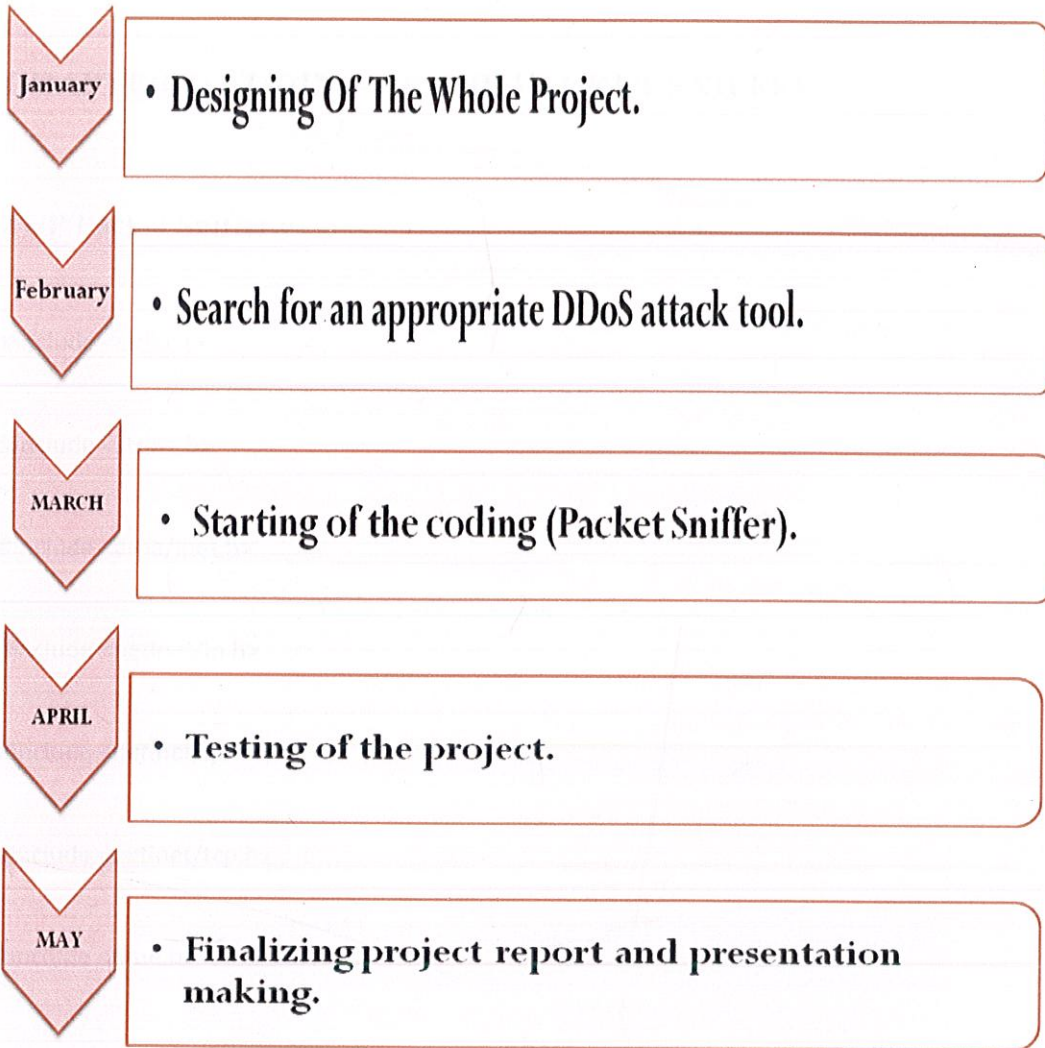 January
• Designing Of The Whole Project.
February
• Search for an appropriate DDoS attack tool.
MARCH
• Starting of the coding (Packet Sniffer).
APRIL
• Testing of the project.
MAY
• Finalizing project report and presentation
making.